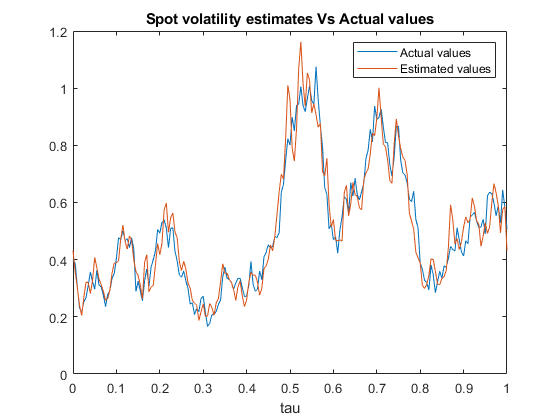 Spot volatility estimates Vs Actual values
Actual values
Estimated values
1.2
1
0.8
0.6
0.4
0.2
0
0 0.1 0.2 0.3 0.4 0.5 0.6 0.7 0.8 0.9 1
tau